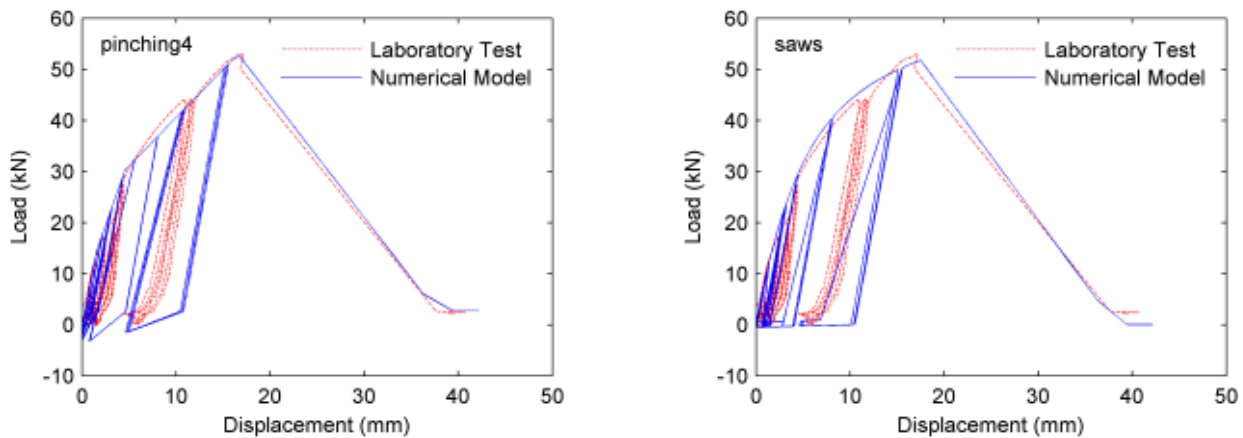 60
50
40
30
20
10
0
-10
Load (kN)
pinching4
Laboratory Test
Numerical Model
0 10 20 30 40 50
Displacement (mm)
60
50
40
30
20
10
0
-10
Load (kN)
saws
Laboratory Test
Numerical Model
0 10 20 30 40 50
Displacement (mm)